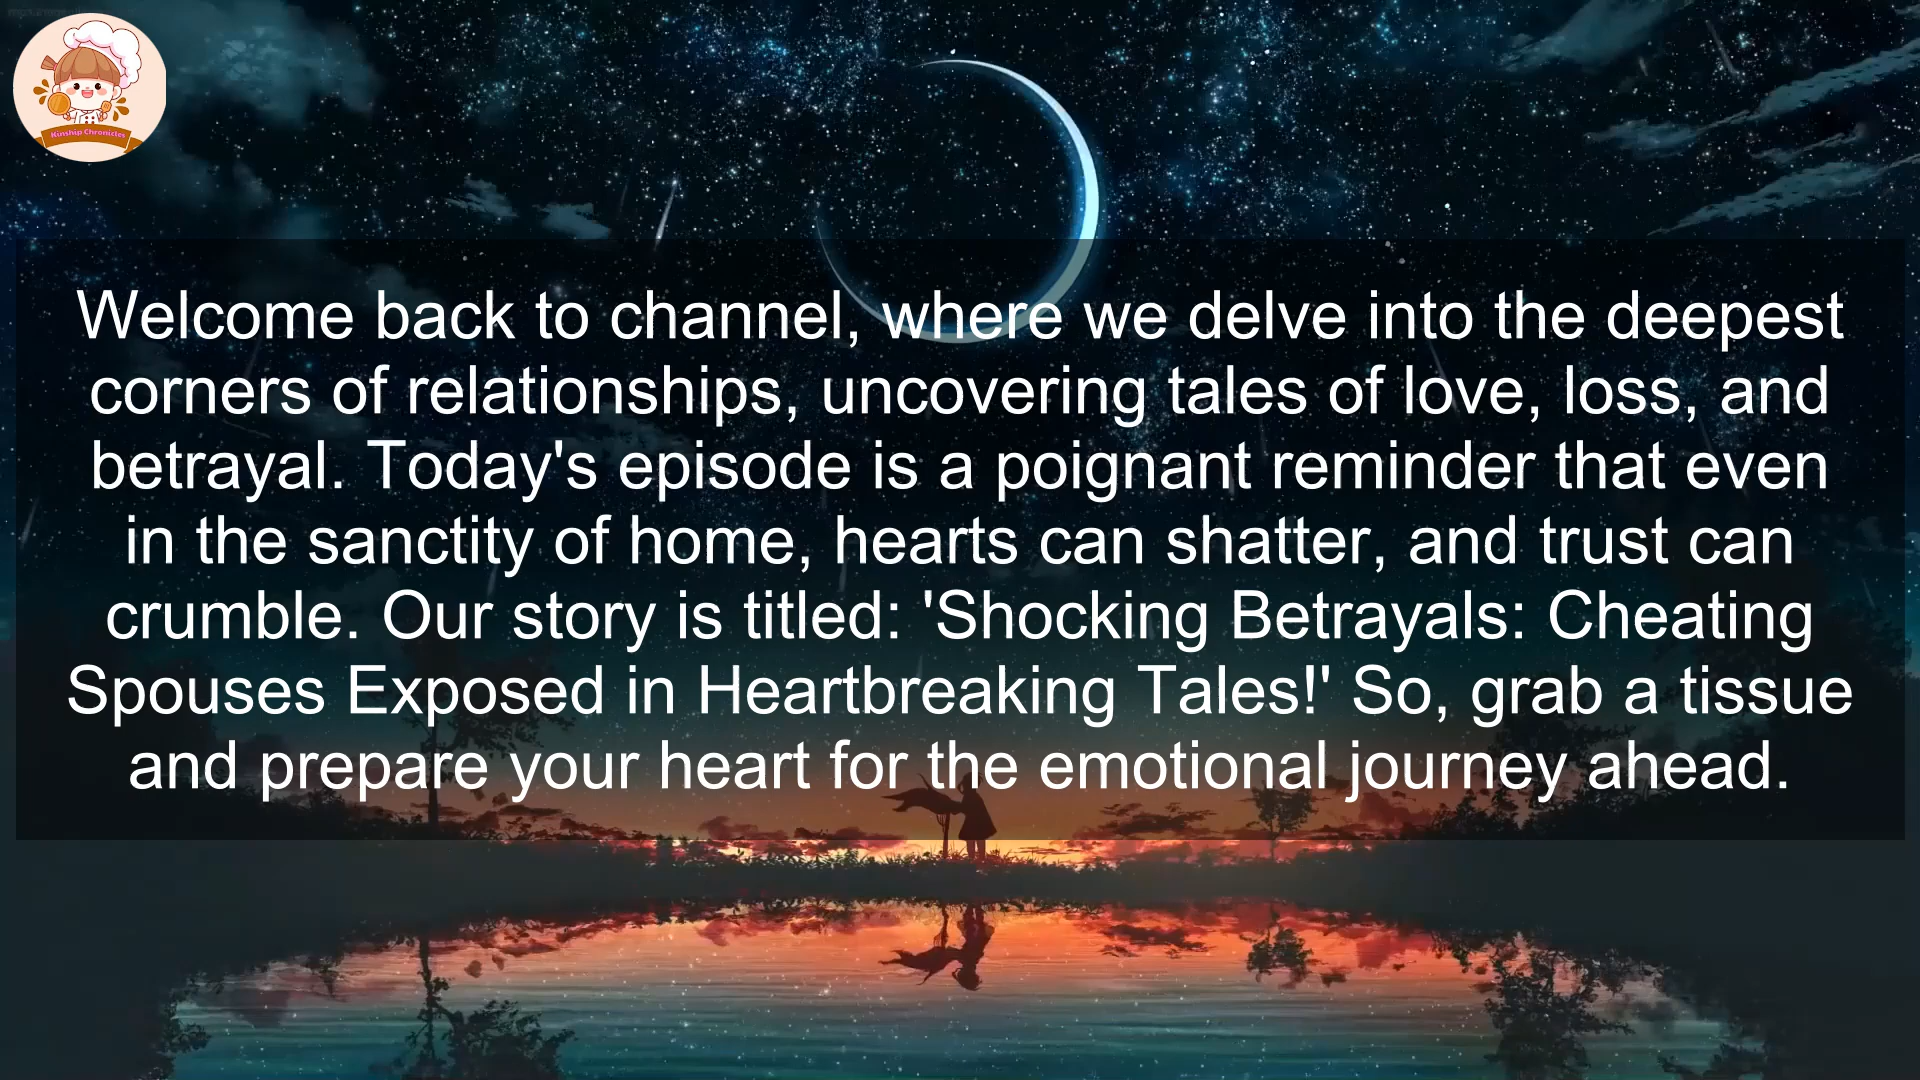 Kinship Chronicles
Welcome back to channel, where we delve into the deepest
corners of relationships, uncovering tales of love, loss, and
betrayal. Today's episode is a poignant reminder that even
in the sanctity of home, hearts can shatter, and trust can
crumble. Our story is titled: 'Shocking Betrayals: Cheating
Spouses Exposed in Heartbreaking Tales!' So, grab a tissue
and prepare your heart for the emotional journey ahead.